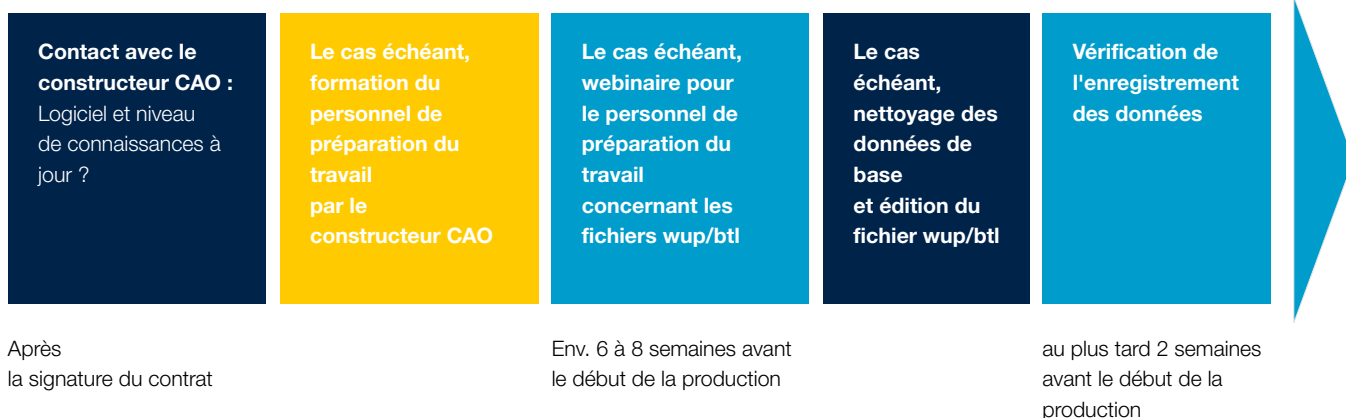 Contact avec le
constructeur CAO :
Logiciel et niveau
de connaissances à
jour ?
Le cas échéant,
formation du
personnel de
préparation du
travail
par le
constructeur CAO
Le cas échéant,
webinaire pour
le personnel de
préparation du
travail
concernant les
fichiers wup/btl
Le cas
échéant,
nettoyage des
données de
base
et édition du
fichier wup/btl
Vérification de
l'enregistrement
des données
Après
la signature du contrat
Env. 6 à 8 semaines avant
le début de la production
au plus tard 2 semaines
avant le début de la
production